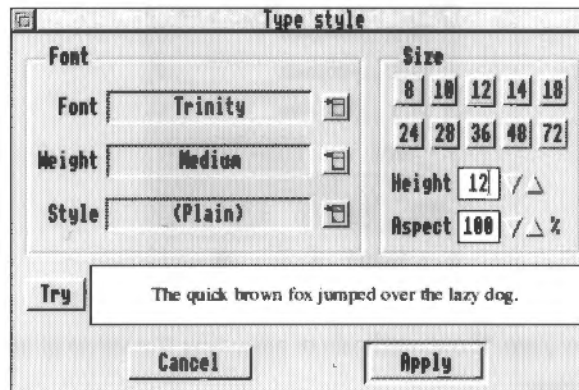 Type style
Font
Font Trinity
Weight Medium
Style (Plain)
Size
8 10 12 14 18
24 28 36 48 72
Height 12
Aspect 100 %
Try The quick brown fox jumped over the lazy dog.
Cancel Apply